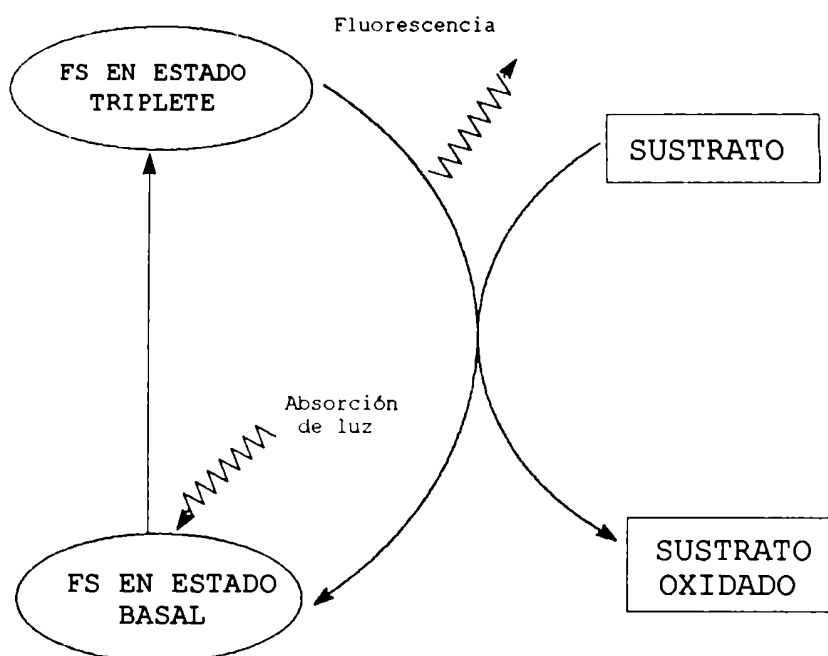 Fluorescencia
FS EN ESTADO
TRIPLETE
SUSTRATO
Absorción
de luz
FS EN ESTADO
BASAL
SUSTRATO
OXIDADO